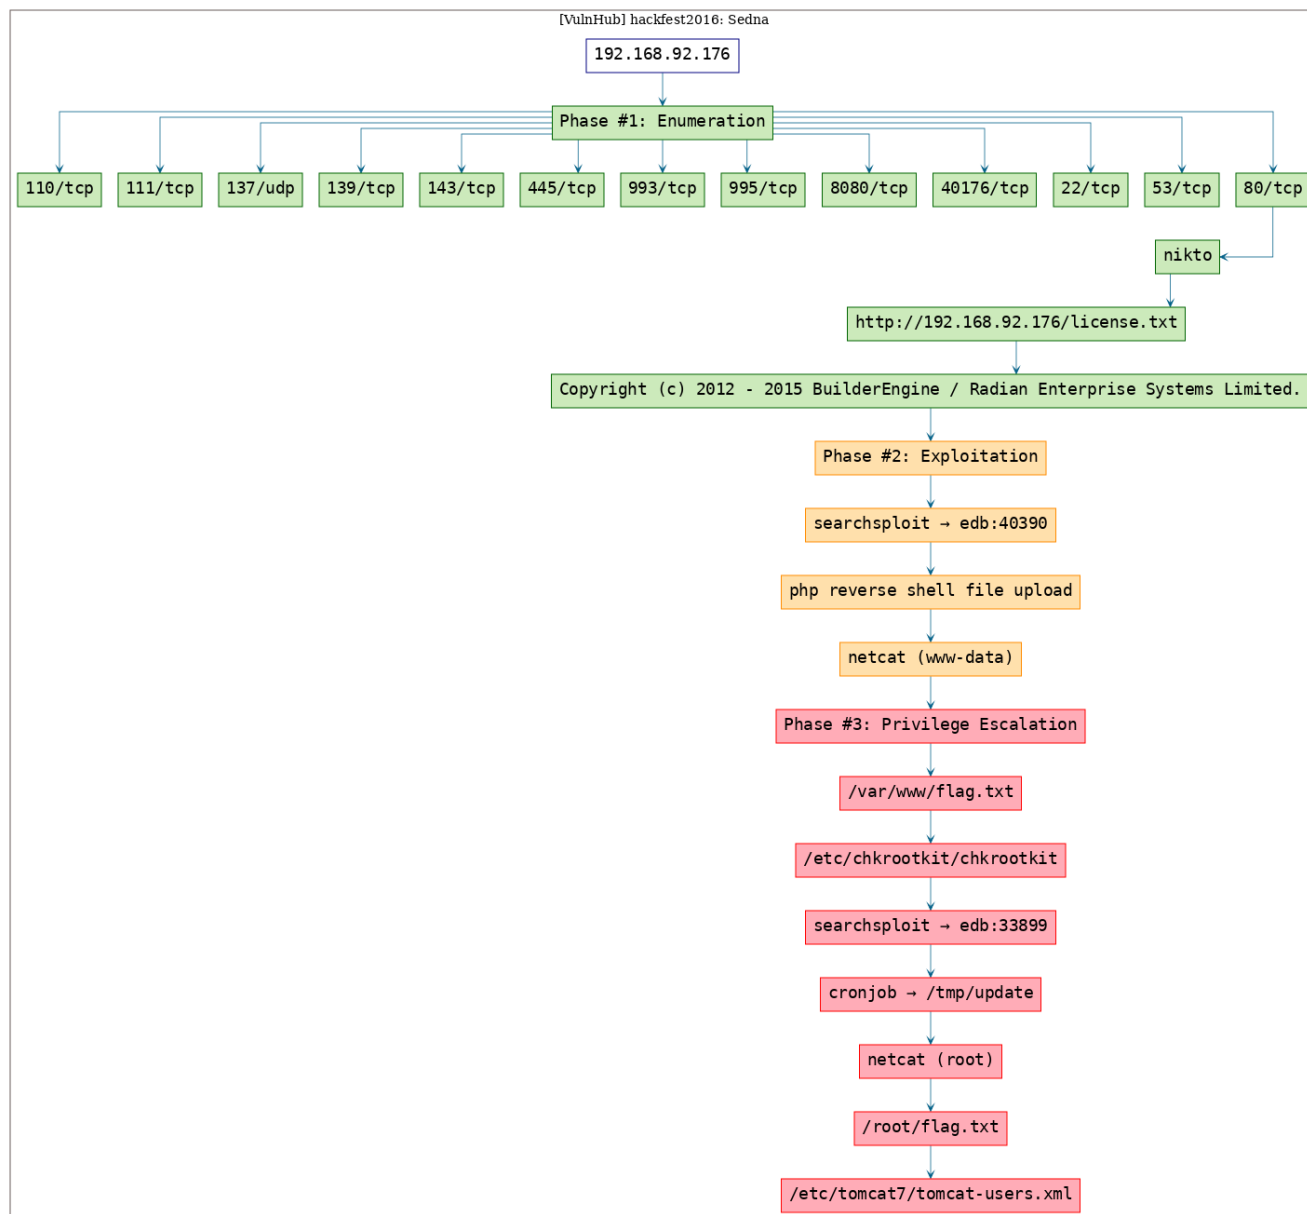 [VulnHub] hackfest2016: Sedna
192.168.92.176
Phase #1: Enumeration
110/tcp
111/tcp
137/udp
139/tcp
143/tcp
445/tcp
993/tcp
995/tcp
8080/tcp
40176/tcp
22/tcp
53/tcp
80/tcp
nikto
http://192.168.92.176/license.txt
Copyright (c) 2012 - 2015 BuilderEngine / Radian Enterprise Systems Limited.
Phase #2: Exploitation
searchsploit → edb:40390
php reverse shell file upload
netcat (www-data)
Phase #3: Privilege Escalation
/var/www/flag.txt
/etc/chkrootkit/chkrootkit
searchsploit → edb:33899
cronjob → /tmp/update
netcat (root)
/root/flag.txt
/etc/tomcat7/tomcat-users.xml